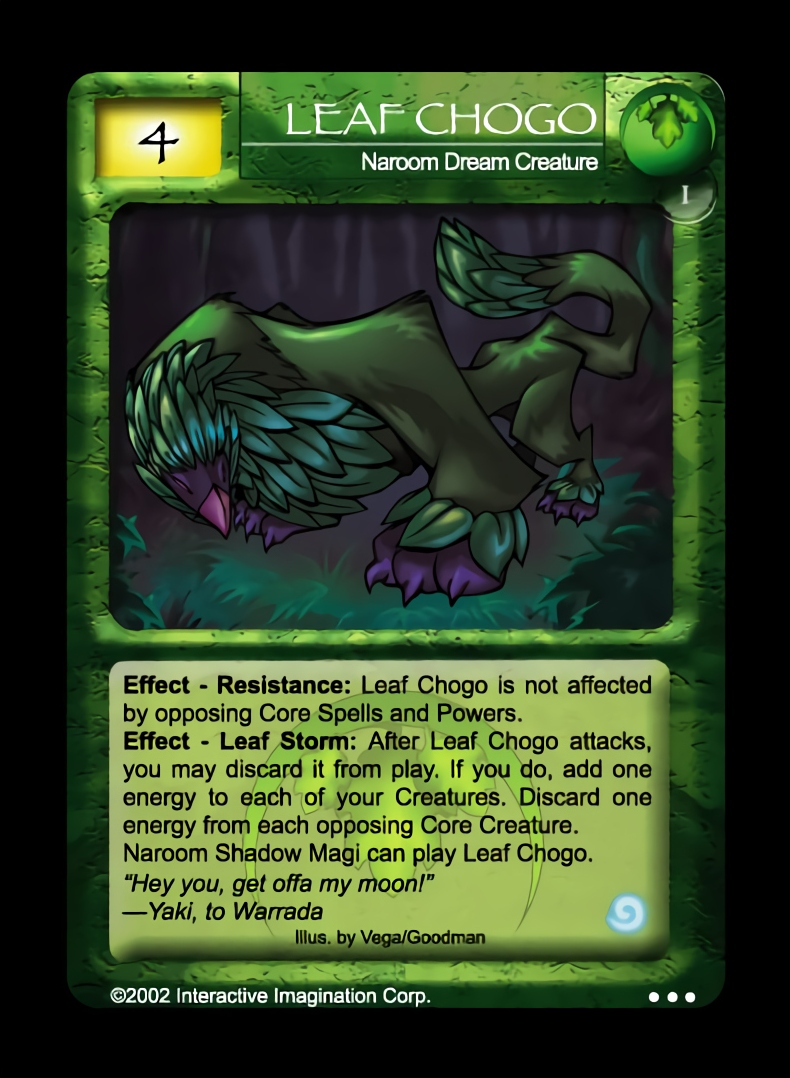 4
LEAF CHOGO
Naroom Dream Creature
I
Effect - Resistance: Leaf Chogo is not affected
by opposing Core Spells and Powers.
Effect - Leaf Storm: After Leaf Chogo attacks,
you may discard it from play. If you do, add one
energy to each of your Creatures. Discard one
energy from each opposing Core Creature.
Naroom Shadow Magi can play Leaf Chogo.
“Hey you, get offa my moon!”
—Yaki, to Warrada
Illus. by Vega/Goodman
©2002 Interactive Imagination Corp.